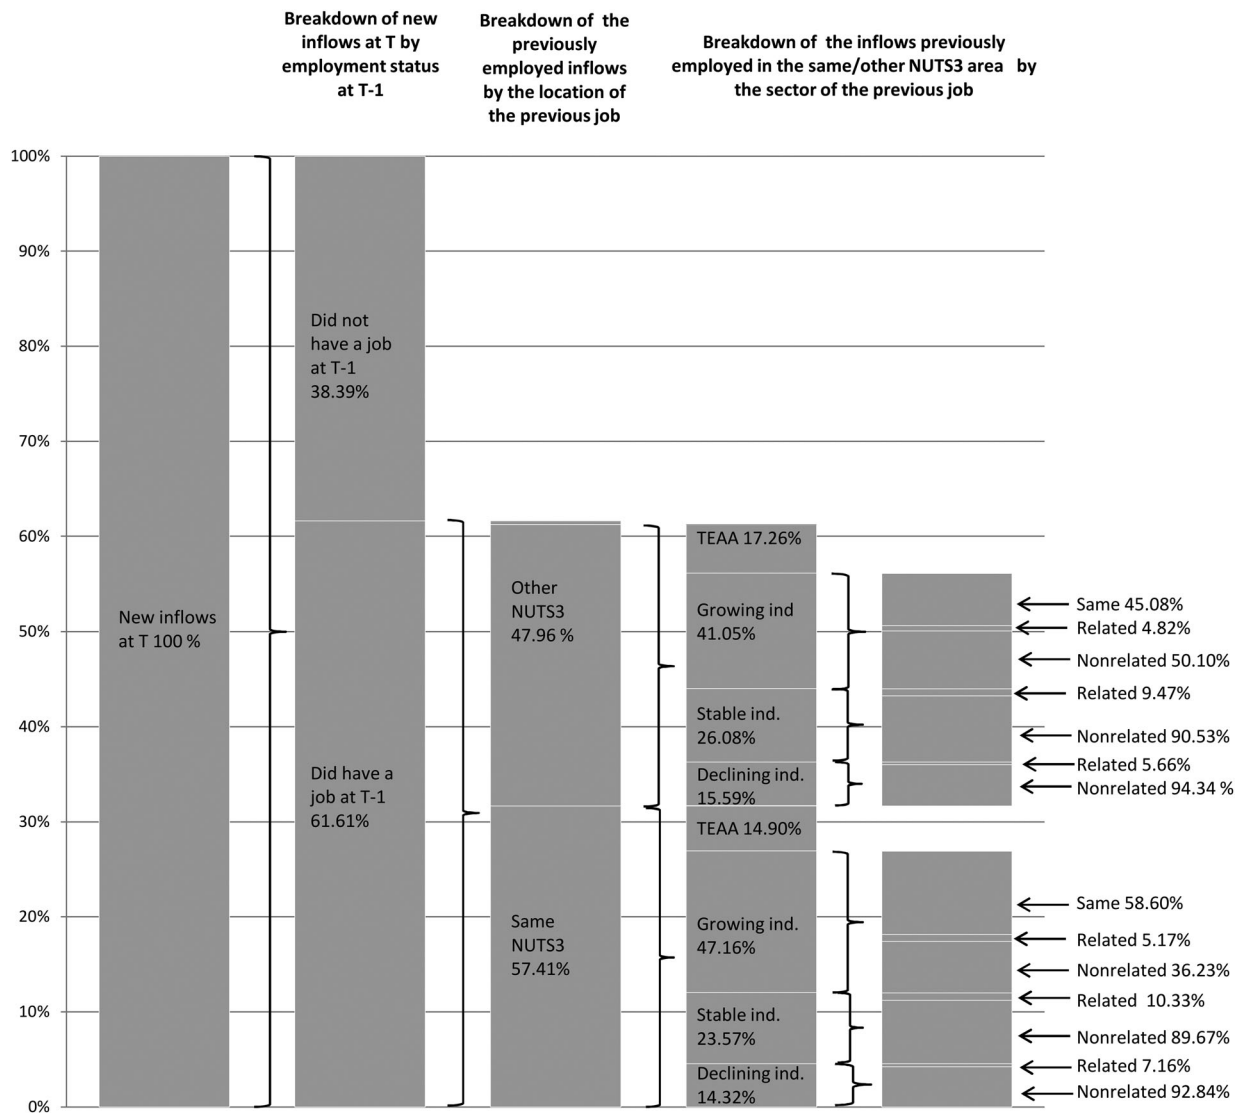 Breakdown of new
inflows at T by
employment status
at T-1
Breakdown of the
previously
employed inflows
by the location of
the previous job
Breakdown of the inflows previously
employed in the same/other NUTS3 area by
the sector of the previous job
100%
90%
80%
70%
60%
50%
40%
30%
20%
10%
0%
New inflows
at T 100 %
Did not
have a job
at T-1
38.39%
Did have a
job at T-1
61.61%
Other
NUTS3
47.96 %
Same
NUTS3
57.41%
TEAA 17.26%
Growing ind
41.05%
Stable ind.
26.08%
Declining ind.
15.59%
TEAA 14.90%
Growing ind.
47.16%
Stable ind.
23.57%
Declining ind.
14.32%
Same 45.08%
Related 4.82%
Nonrelated 50.10%
Related 9.47%
Nonrelated 90.53%
Related 5.66%
Nonrelated 94.34 %
Same 58.60%
Related 5.17%
Nonrelated 36.23%
Related 10.33%
Nonrelated 89.67%
Related 7.16%
Nonrelated 92.84%